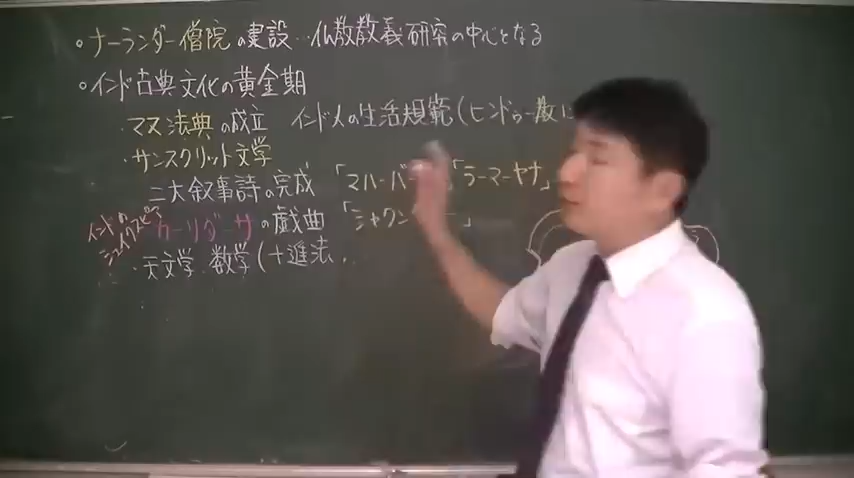 ・ナーランダー僧院の建設…仏教教義研究の中心となる
・インド古典文化の黄金期
・マヌ法典の成立 インド人の生活規範(ヒンドゥー教に
・サンスクリット文学
二大叙事詩の完成 「マハーバ 「ラーマーヤナ」
インドのシェイクスピア カーリダーサの戯曲 「シャクン 」
・天文学、数学(十進法、